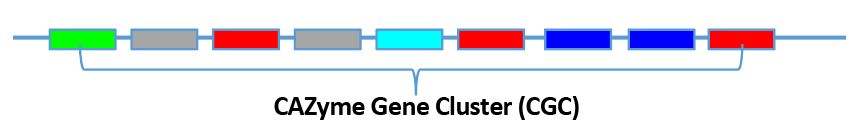 CAZyme Gene Cluster (CGC)